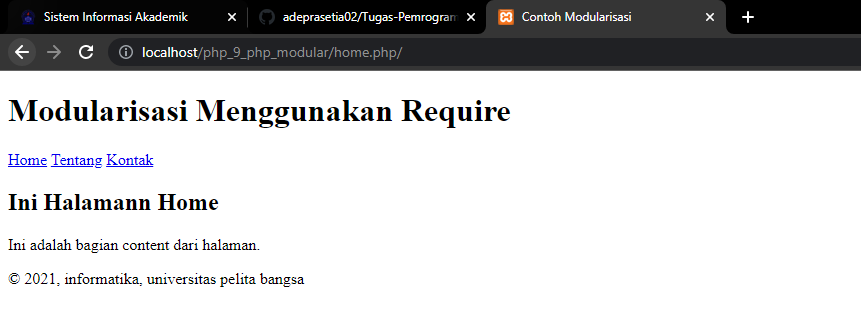 Sistem Informasi Akademik
adeprasetia02/Tugas-Pemrogram
Contoh Modularisasi
localhost/php_9_php_modular/home.php/
Modularisasi Menggunakan Require
Home Tentang Kontak
Ini Halamann Home
Ini adalah bagian content dari halaman.
© 2021, informatika, universitas pelita bangsa